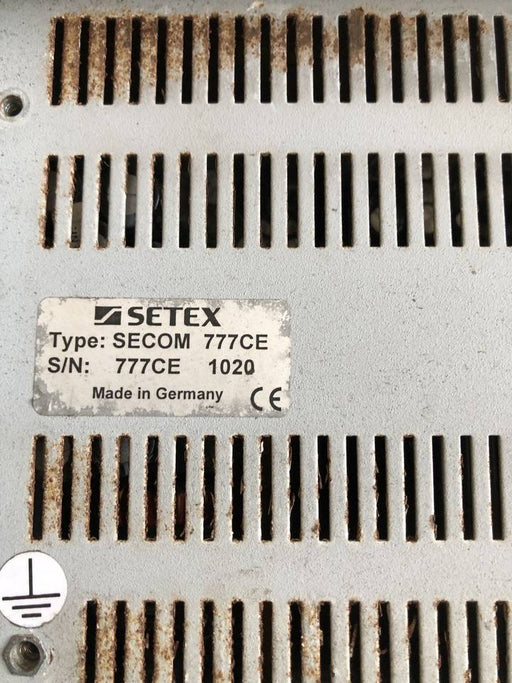 SETEX
Type: SECOM 777CE
S/N: 777CE 1020
Made in Germany CE